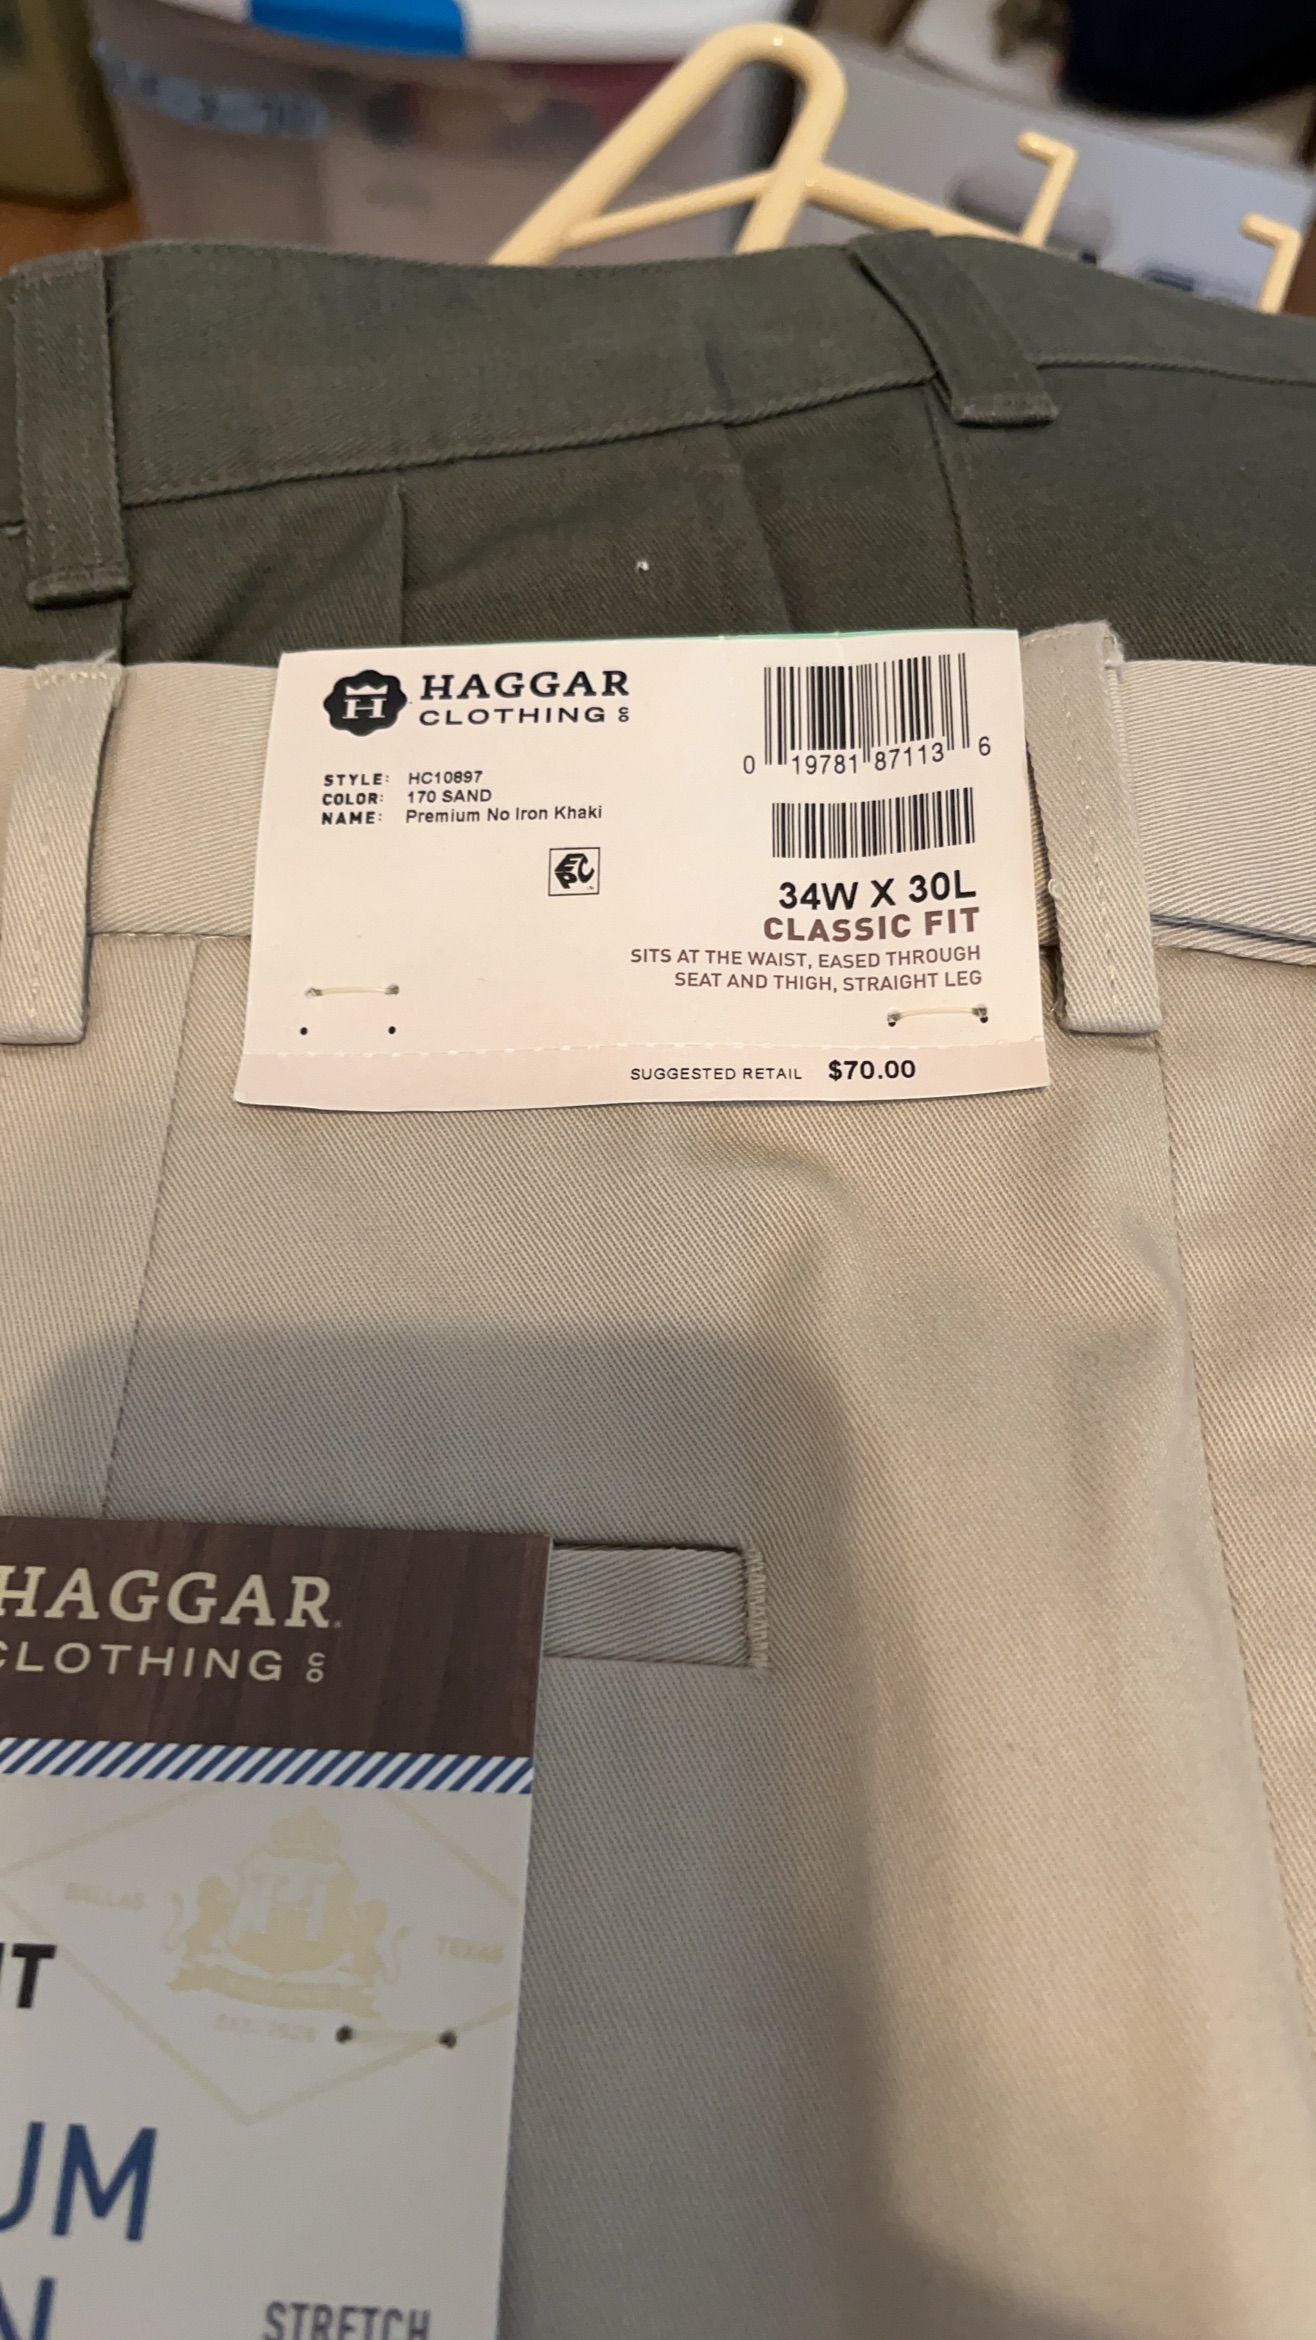 HAGGAR
CLOTHING CO
STYLE: HC10897
COLOR: 170 SAND
NAME: Premium No Iron Khaki
EPC
0 19781 87113 6
34W X 30L
CLASSIC FIT
SITS AT THE WAIST, EASED THROUGH
SEAT AND THIGH, STRAIGHT LEG
SUGGESTED RETAIL $70.00
HAGGAR
CLOTHING CO
DALLAS
TEXAS
IT
UM
N
STRETCH